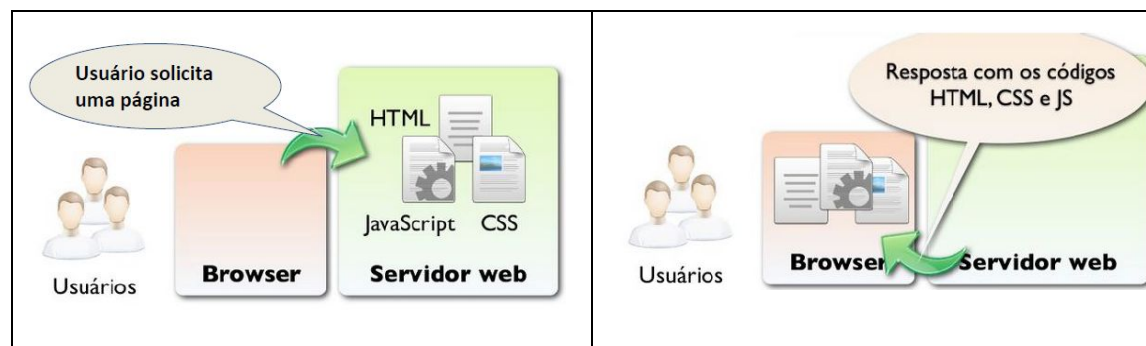 Usuário solicita
uma página
HTML
JavaScript CSS
Usuários
Browser
Servidor web
Resposta com os códigos
HTML, CSS e JS
Usuários
Browser
Servidor web